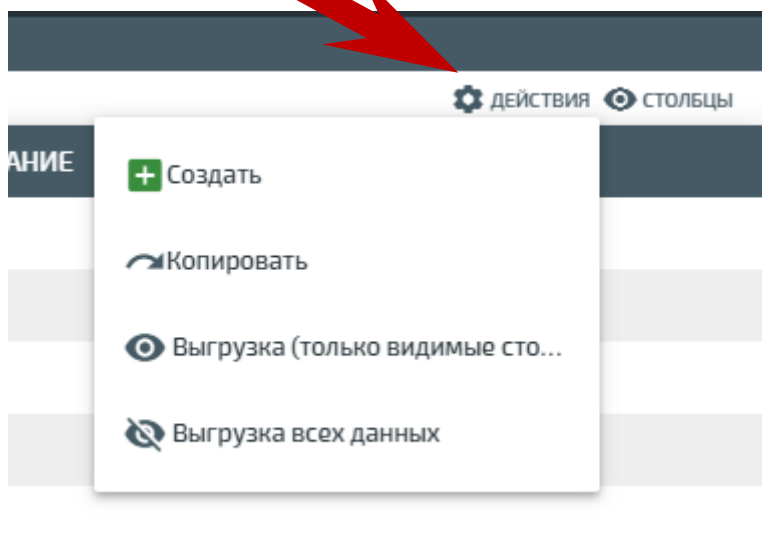 ДЕЙСТВИЯ СТОЛБЦЫ
АНИЕ
Создать
Копировать
Выгрузка (только видимые сто...
Выгрузка всех данных